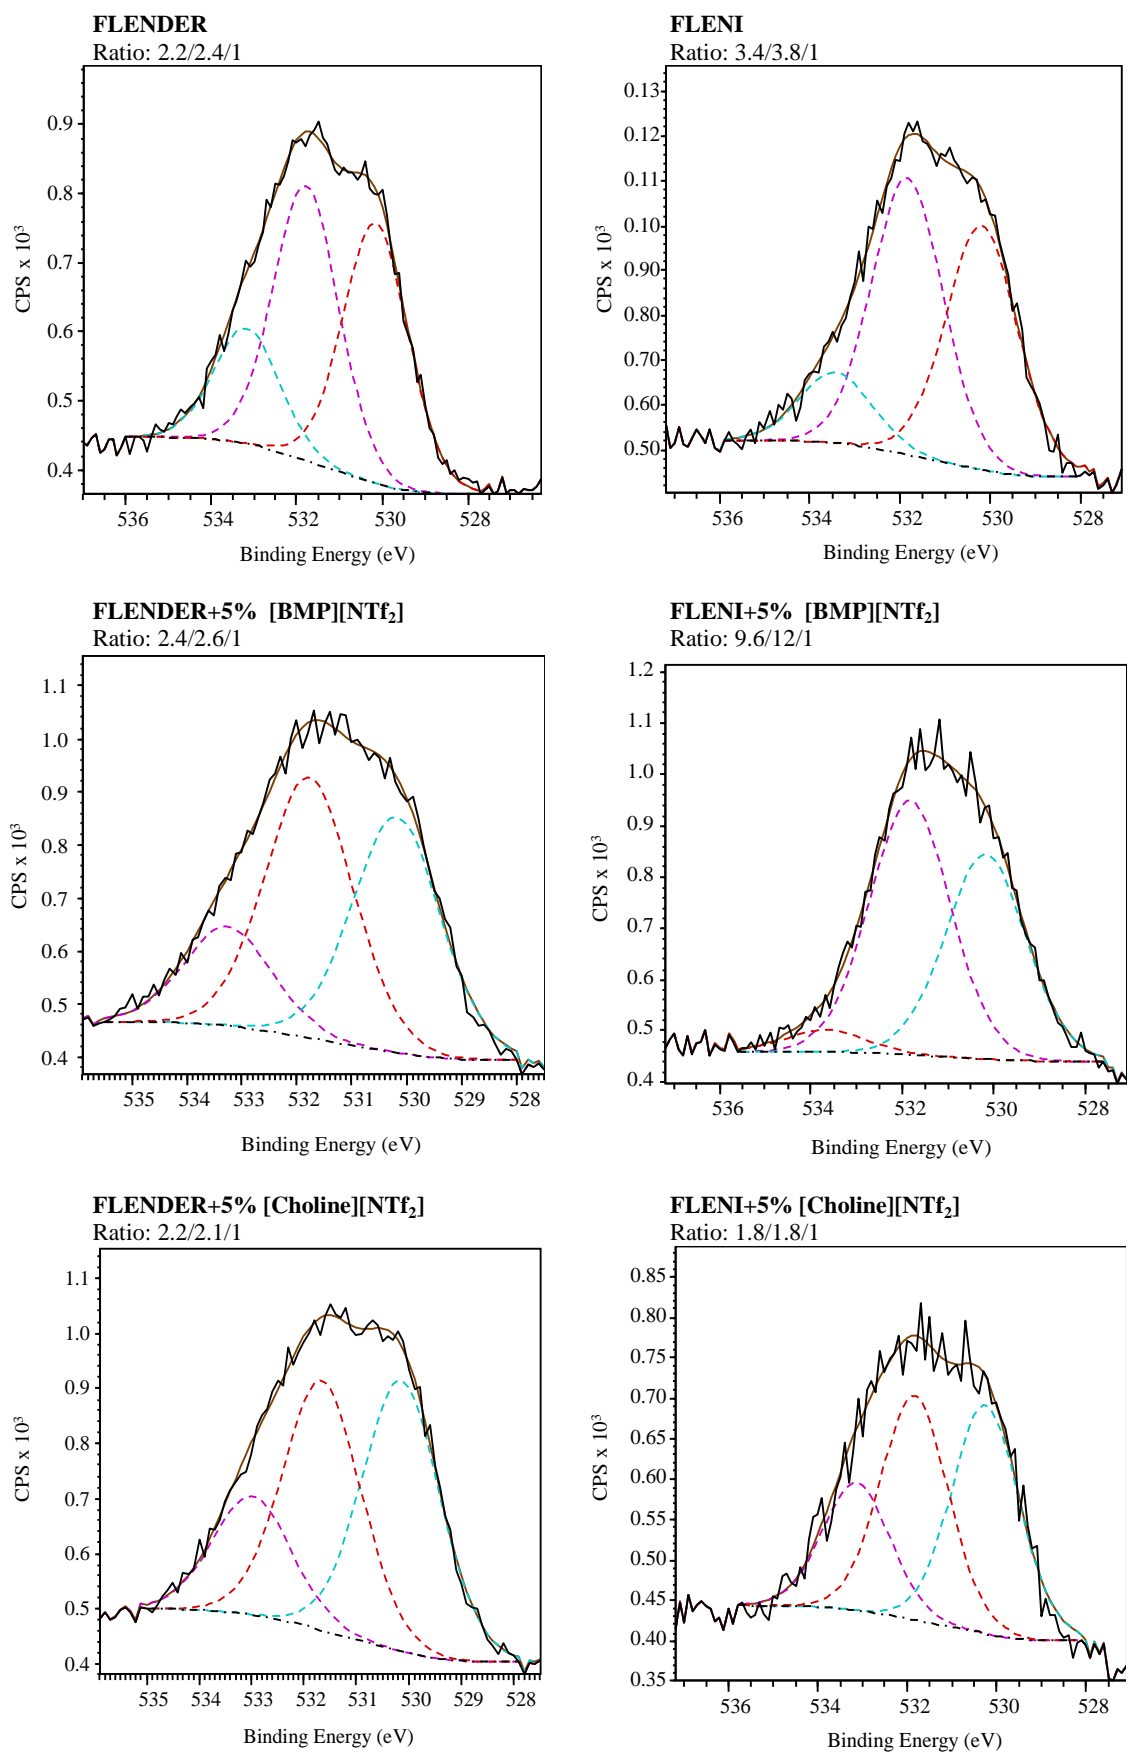 FLENDER
Ratio: 2.2/2.4/1
0.9
0.8
0.7
0.6
0.5
0.4
CPS x 10³
536 534 532 530 528
Binding Energy (eV)
FLENI
Ratio: 3.4/3.8/1
0.13
0.12
0.11
0.10
0.90
0.80
0.70
0.60
0.50
CPS x 10³
536 534 532 530 528
Binding Energy (eV)
FLENDER+5% [BMP][NTf₂]
Ratio: 2.4/2.6/1
1.1
1.0
0.9
0.8
0.7
0.6
0.5
0.4
CPS x 10³
535 534 533 532 531 530 529 528
Binding Energy (eV)
FLENI+5% [BMP][NTf₂]
Ratio: 9.6/12/1
1.2
1.1
1.0
0.9
0.8
0.7
0.6
0.5
0.4
CPS x 10³
536 534 532 530 528
Binding Energy (eV)
FLENDER+5% [Choline][NTf₂]
Ratio: 2.2/2.1/1
1.1
1.0
0.9
0.8
0.7
0.6
0.5
0.4
CPS x 10³
535 534 533 532 531 530 529 528
Binding Energy (eV)
FLENI+5% [Choline][NTf₂]
Ratio: 1.8/1.8/1
0.85
0.80
0.75
0.70
0.65
0.60
0.55
0.50
0.45
0.40
0.35
CPS x 10³
536 534 532 530 528
Binding Energy (eV)